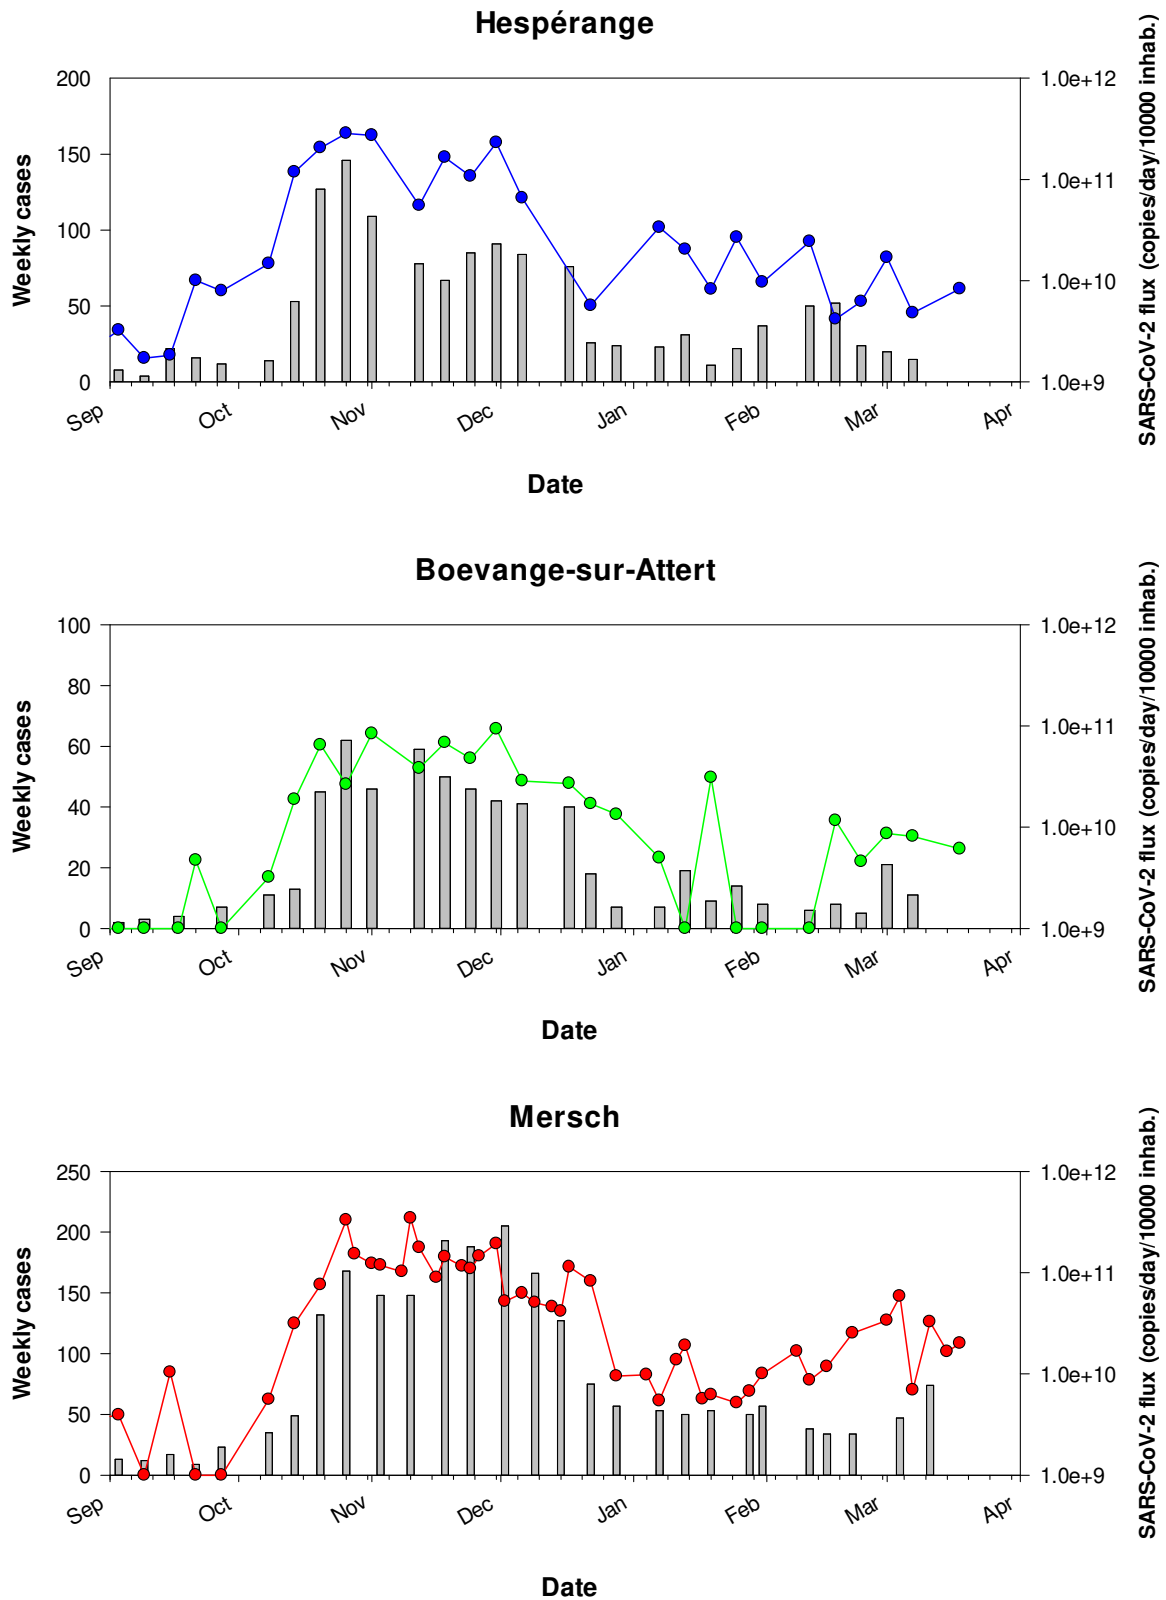 Hespérange
Weekly cases
200
150
100
50
0
1.0e+12
1.0e+11
1.0e+10
1.0e+9
SARS-CoV-2 flux (copies/day/10000 inhab.)
Sep Oct Nov Dec Jan Feb Mar Apr
Date
Boevange-sur-Attert
Weekly cases
100
80
60
40
20
0
1.0e+12
1.0e+11
1.0e+10
1.0e+9
SARS-CoV-2 flux (copies/day/10000 inhab.)
Sep Oct Nov Dec Jan Feb Mar Apr
Date
Mersch
Weekly cases
250
200
150
100
50
0
1.0e+12
1.0e+11
1.0e+10
1.0e+9
SARS-CoV-2 flux (copies/day/10000 inhab.)
Sep Oct Nov Dec Jan Feb Mar Apr
Date